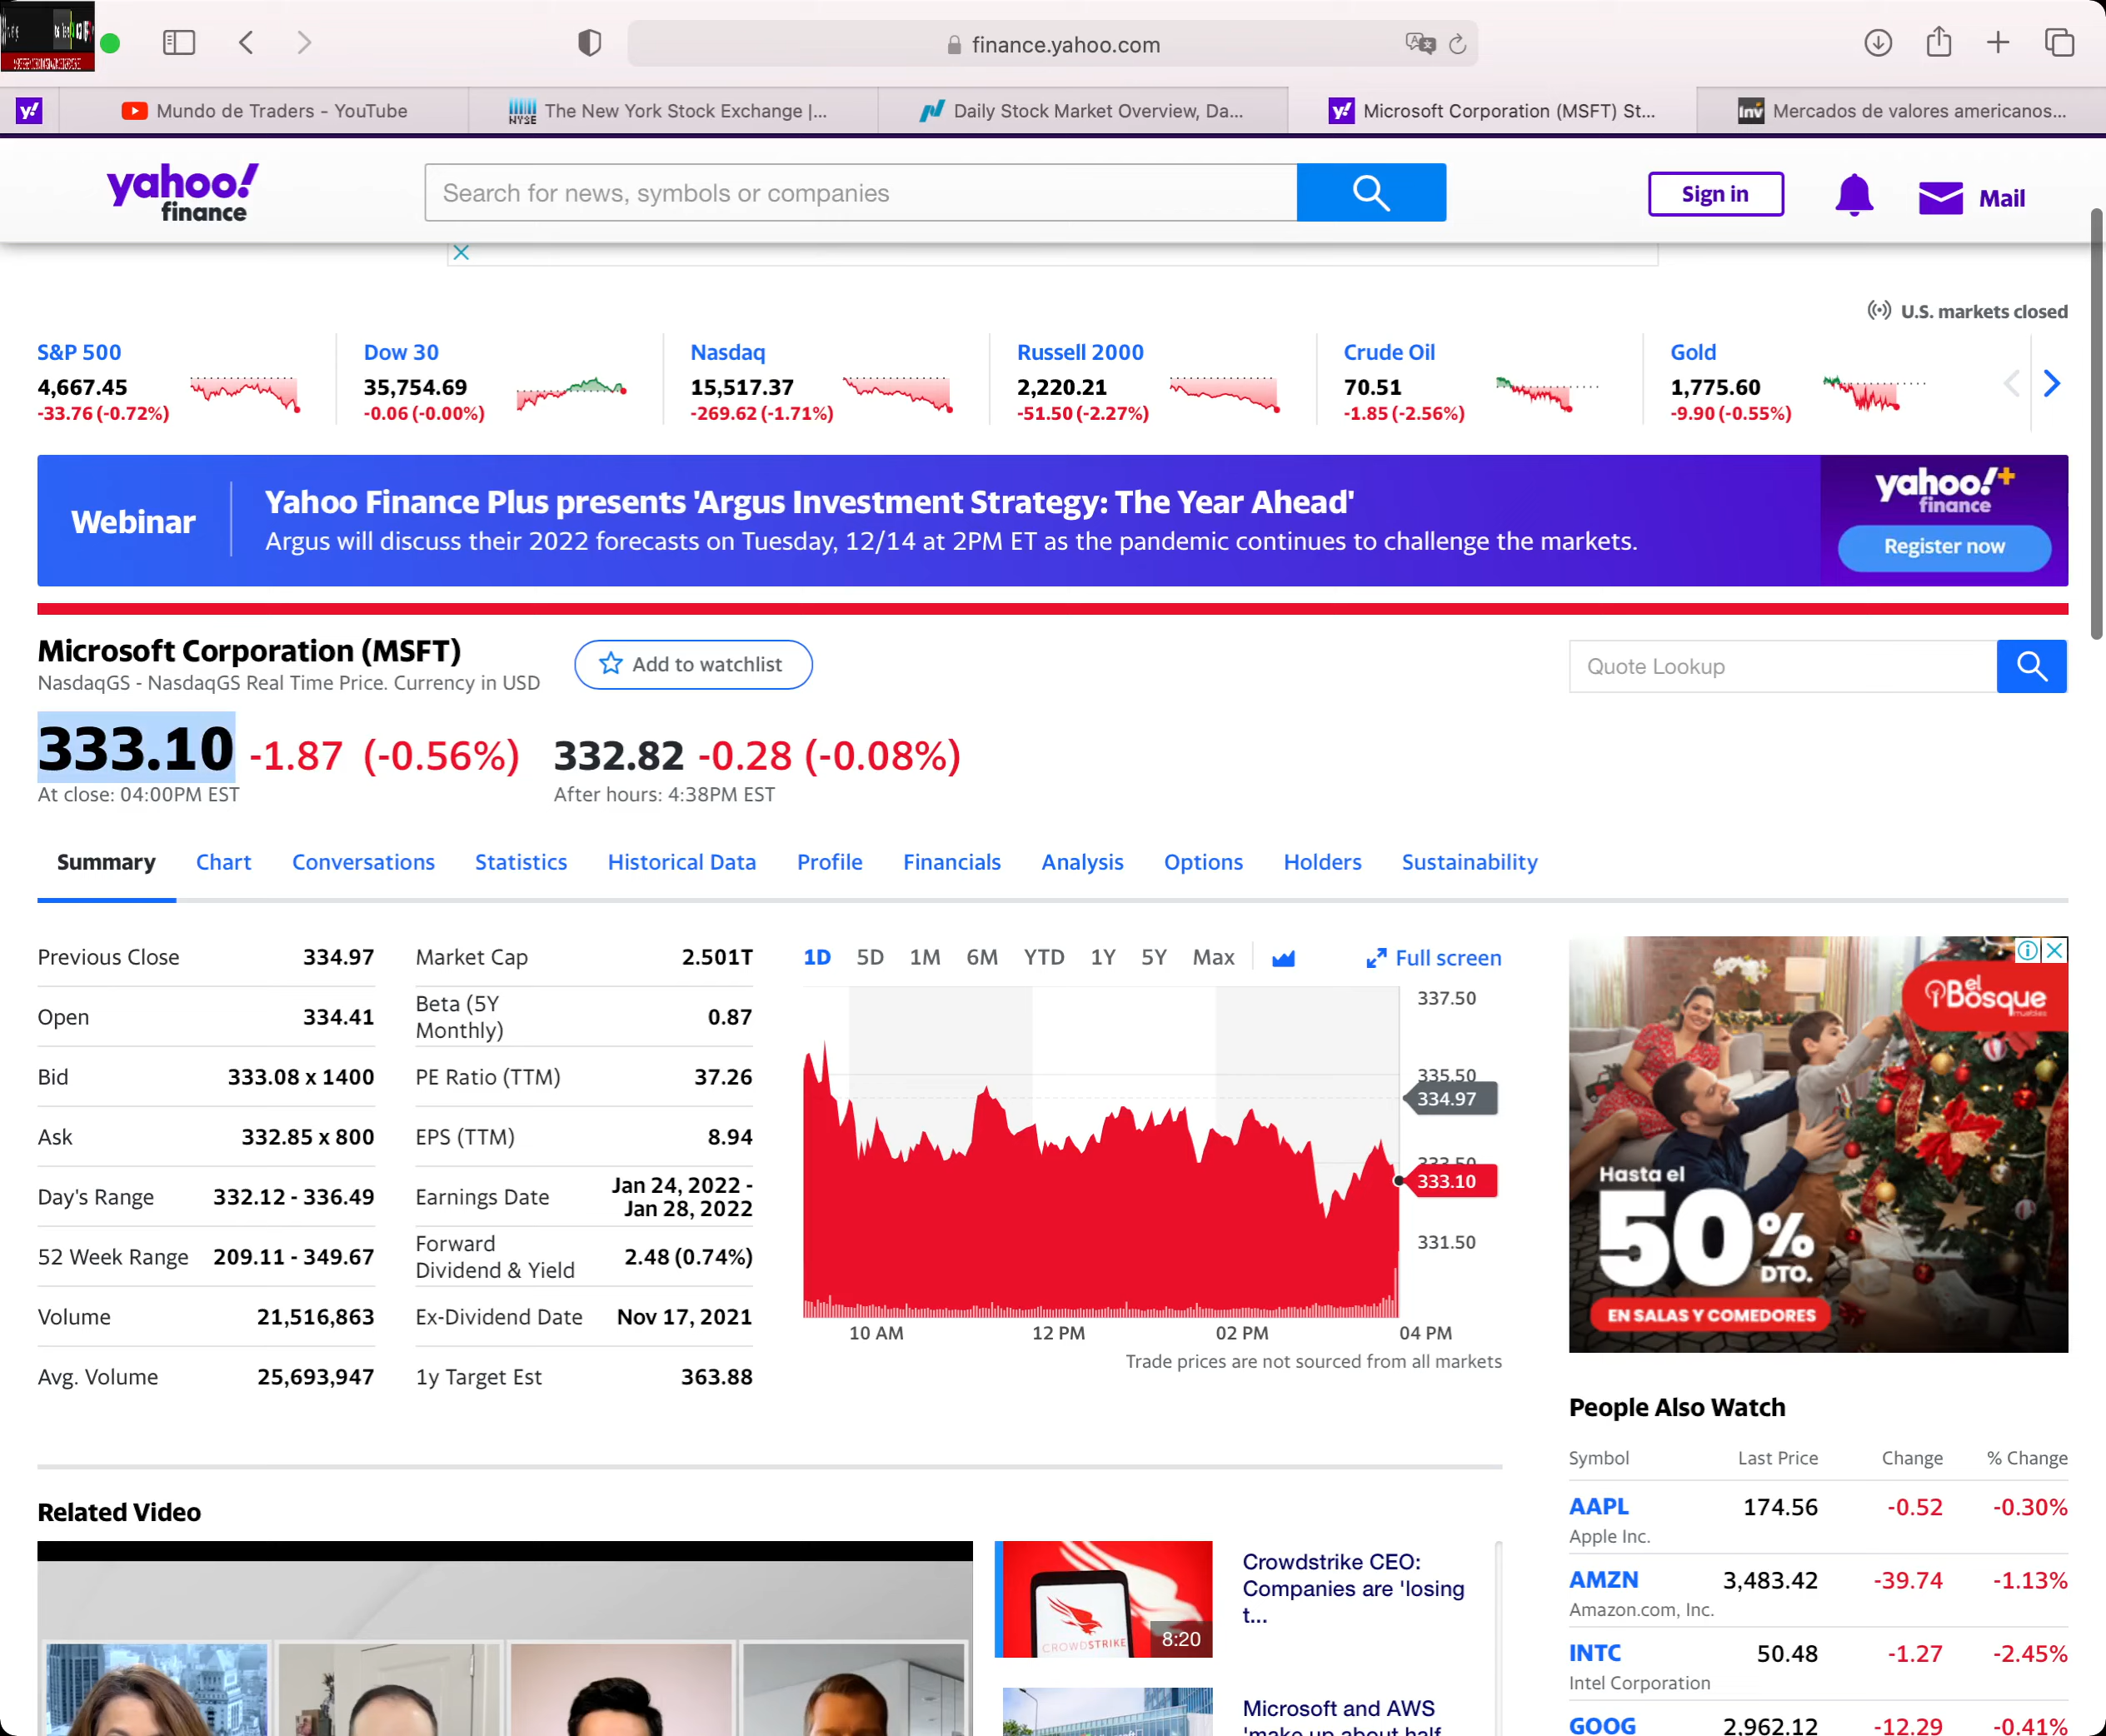 finance.yahoo.com
Mundo de Traders - YouTube
NYSE
The New York Stock Exchange |...
Daily Stock Market Overview, Da...
y!
Microsoft Corporation (MSFT) St...
Inv
Mercados de valores americanos...
yahoo!
finance
Search for news, symbols or companies
Sign in
Mail
U.S. markets closed
S&P 500
4,667.45
-33.76 (-0.72%)
Dow 30
35,754.69
-0.06 (-0.00%)
Nasdaq
15,517.37
-269.62 (-1.71%)
Russell 2000
2,220.21
-51.50 (-2.27%)
Crude Oil
70.51
-1.85 (-2.56%)
Gold
1,775.60
-9.90 (-0.55%)
Webinar
Yahoo Finance Plus presents 'Argus Investment Strategy: The Year Ahead'
Argus will discuss their 2022 forecasts on Tuesday, 12/14 at 2PM ET as the pandemic continues to challenge the markets.
yahoo!+
finance
Register now
Microsoft Corporation (MSFT)
NasdaqGS - NasdaqGS Real Time Price. Currency in USD
Add to watchlist
Quote Lookup
333.10 -1.87 (-0.56%)
At close: 04:00PM EST
332.82 -0.28 (-0.08%)
After hours: 4:38PM EST
Summary Chart Conversations Statistics Historical Data Profile Financials Analysis Options Holders Sustainability
Previous Close 334.97
Open 334.41
Bid 333.08 x 1400
Ask 332.85 x 800
Day's Range 332.12 - 336.49
52 Week Range 209.11 - 349.67
Volume 21,516,863
Avg. Volume 25,693,947
Market Cap 2.501T
Beta (5Y
Monthly) 0.87
PE Ratio (TTM) 37.26
EPS (TTM) 8.94
Earnings Date Jan 24, 2022 -
Jan 28, 2022
Forward
Dividend & Yield 2.48 (0.74%)
Ex-Dividend Date Nov 17, 2021
1y Target Est 363.88
1D 5D 1M 6M YTD 1Y 5Y Max
Full screen
337.50
335.50
334.97
333.50
333.10
331.50
10 AM 12 PM 02 PM 04 PM
Trade prices are not sourced from all markets
el
Bosque
muebles
Hasta el
50%
DTO.
EN SALAS Y COMEDORES
People Also Watch
Symbol Last Price Change % Change
AAPL 174.56 -0.52 -0.30%
Apple Inc.
AMZN 3,483.42 -39.74 -1.13%
Amazon.com, Inc.
INTC 50.48 -1.27 -2.45%
Intel Corporation
GOOG 2,962.12 -12.29 -0.41%
Related Video
CROWDSTRIKE
8:20
Crowdstrike CEO:
Companies are 'losing
t...
Microsoft and AWS
'make up about half